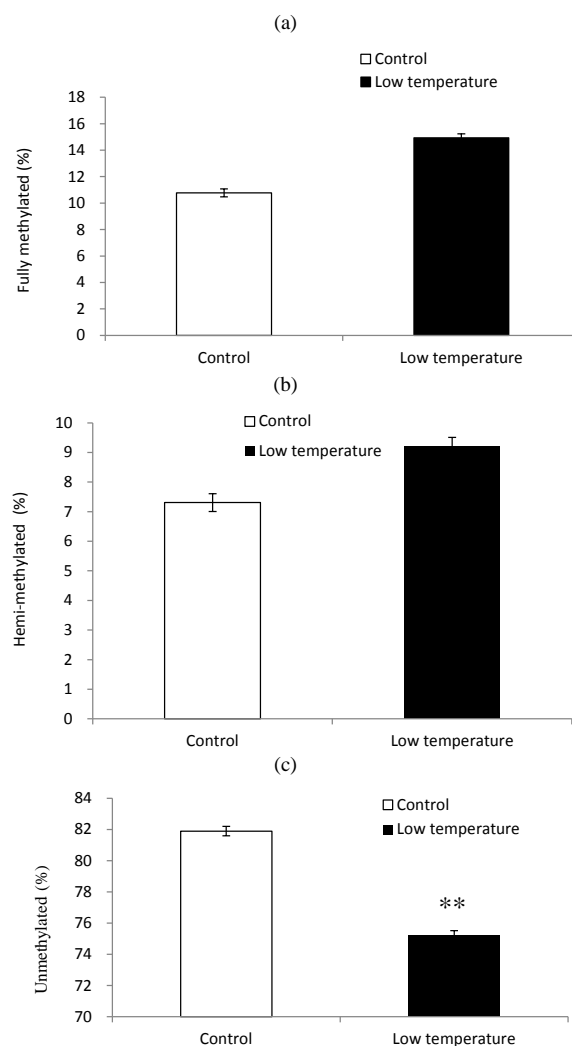 (a)
Control
Low temperature
18
16
14
12
10
8
6
4
2
0
Fully methylated (%)
Control Low temperature
(b)
Control
Low temperature
10
9
8
7
6
5
4
3
2
1
0
Hemi-methylated (%)
Control Low temperature
(c)
Control
Low temperature
84
82
80
78
76
74
72
70
Unmethylated (%)
**
Control Low temperature